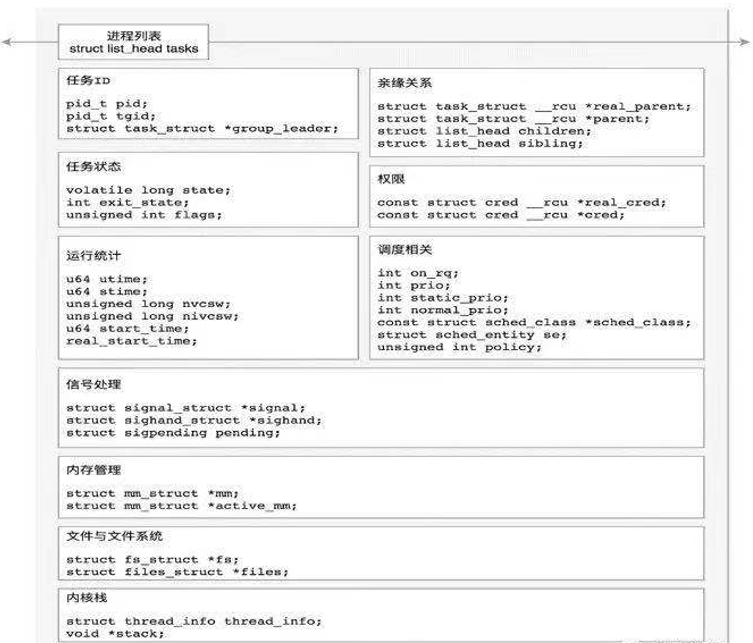 进程列表
struct list_head tasks
任务ID
pid_t pid;
pid_t tgid;
struct task_struct *group_leader;
亲缘关系
struct task_struct __rcu *real_parent;
struct task_struct __rcu *parent;
struct list_head children;
struct list_head sibling;
任务状态
volatile long state;
int exit_state;
unsigned int flags;
权限
const struct cred __rcu *real_cred;
const struct cred __rcu *cred;
运行统计
u64 utime;
u64 stime;
unsigned long nvcsw;
unsigned long nivcsw;
u64 start_time;
real_start_time;
调度相关
int on_rq;
int prio;
int static_prio;
int normal_prio;
const struct sched_class *sched_class;
struct sched_entity se;
unsigned int policy;
信号处理
struct signal_struct *signal;
struct sighand_struct *sighand;
struct sigpending pending;
内存管理
struct mm_struct *mm;
struct mm_struct *active_mm;
文件与文件系统
struct fs_struct *fs;
struct files_struct *files;
内核栈
struct thread_info thread_info;
void *stack;